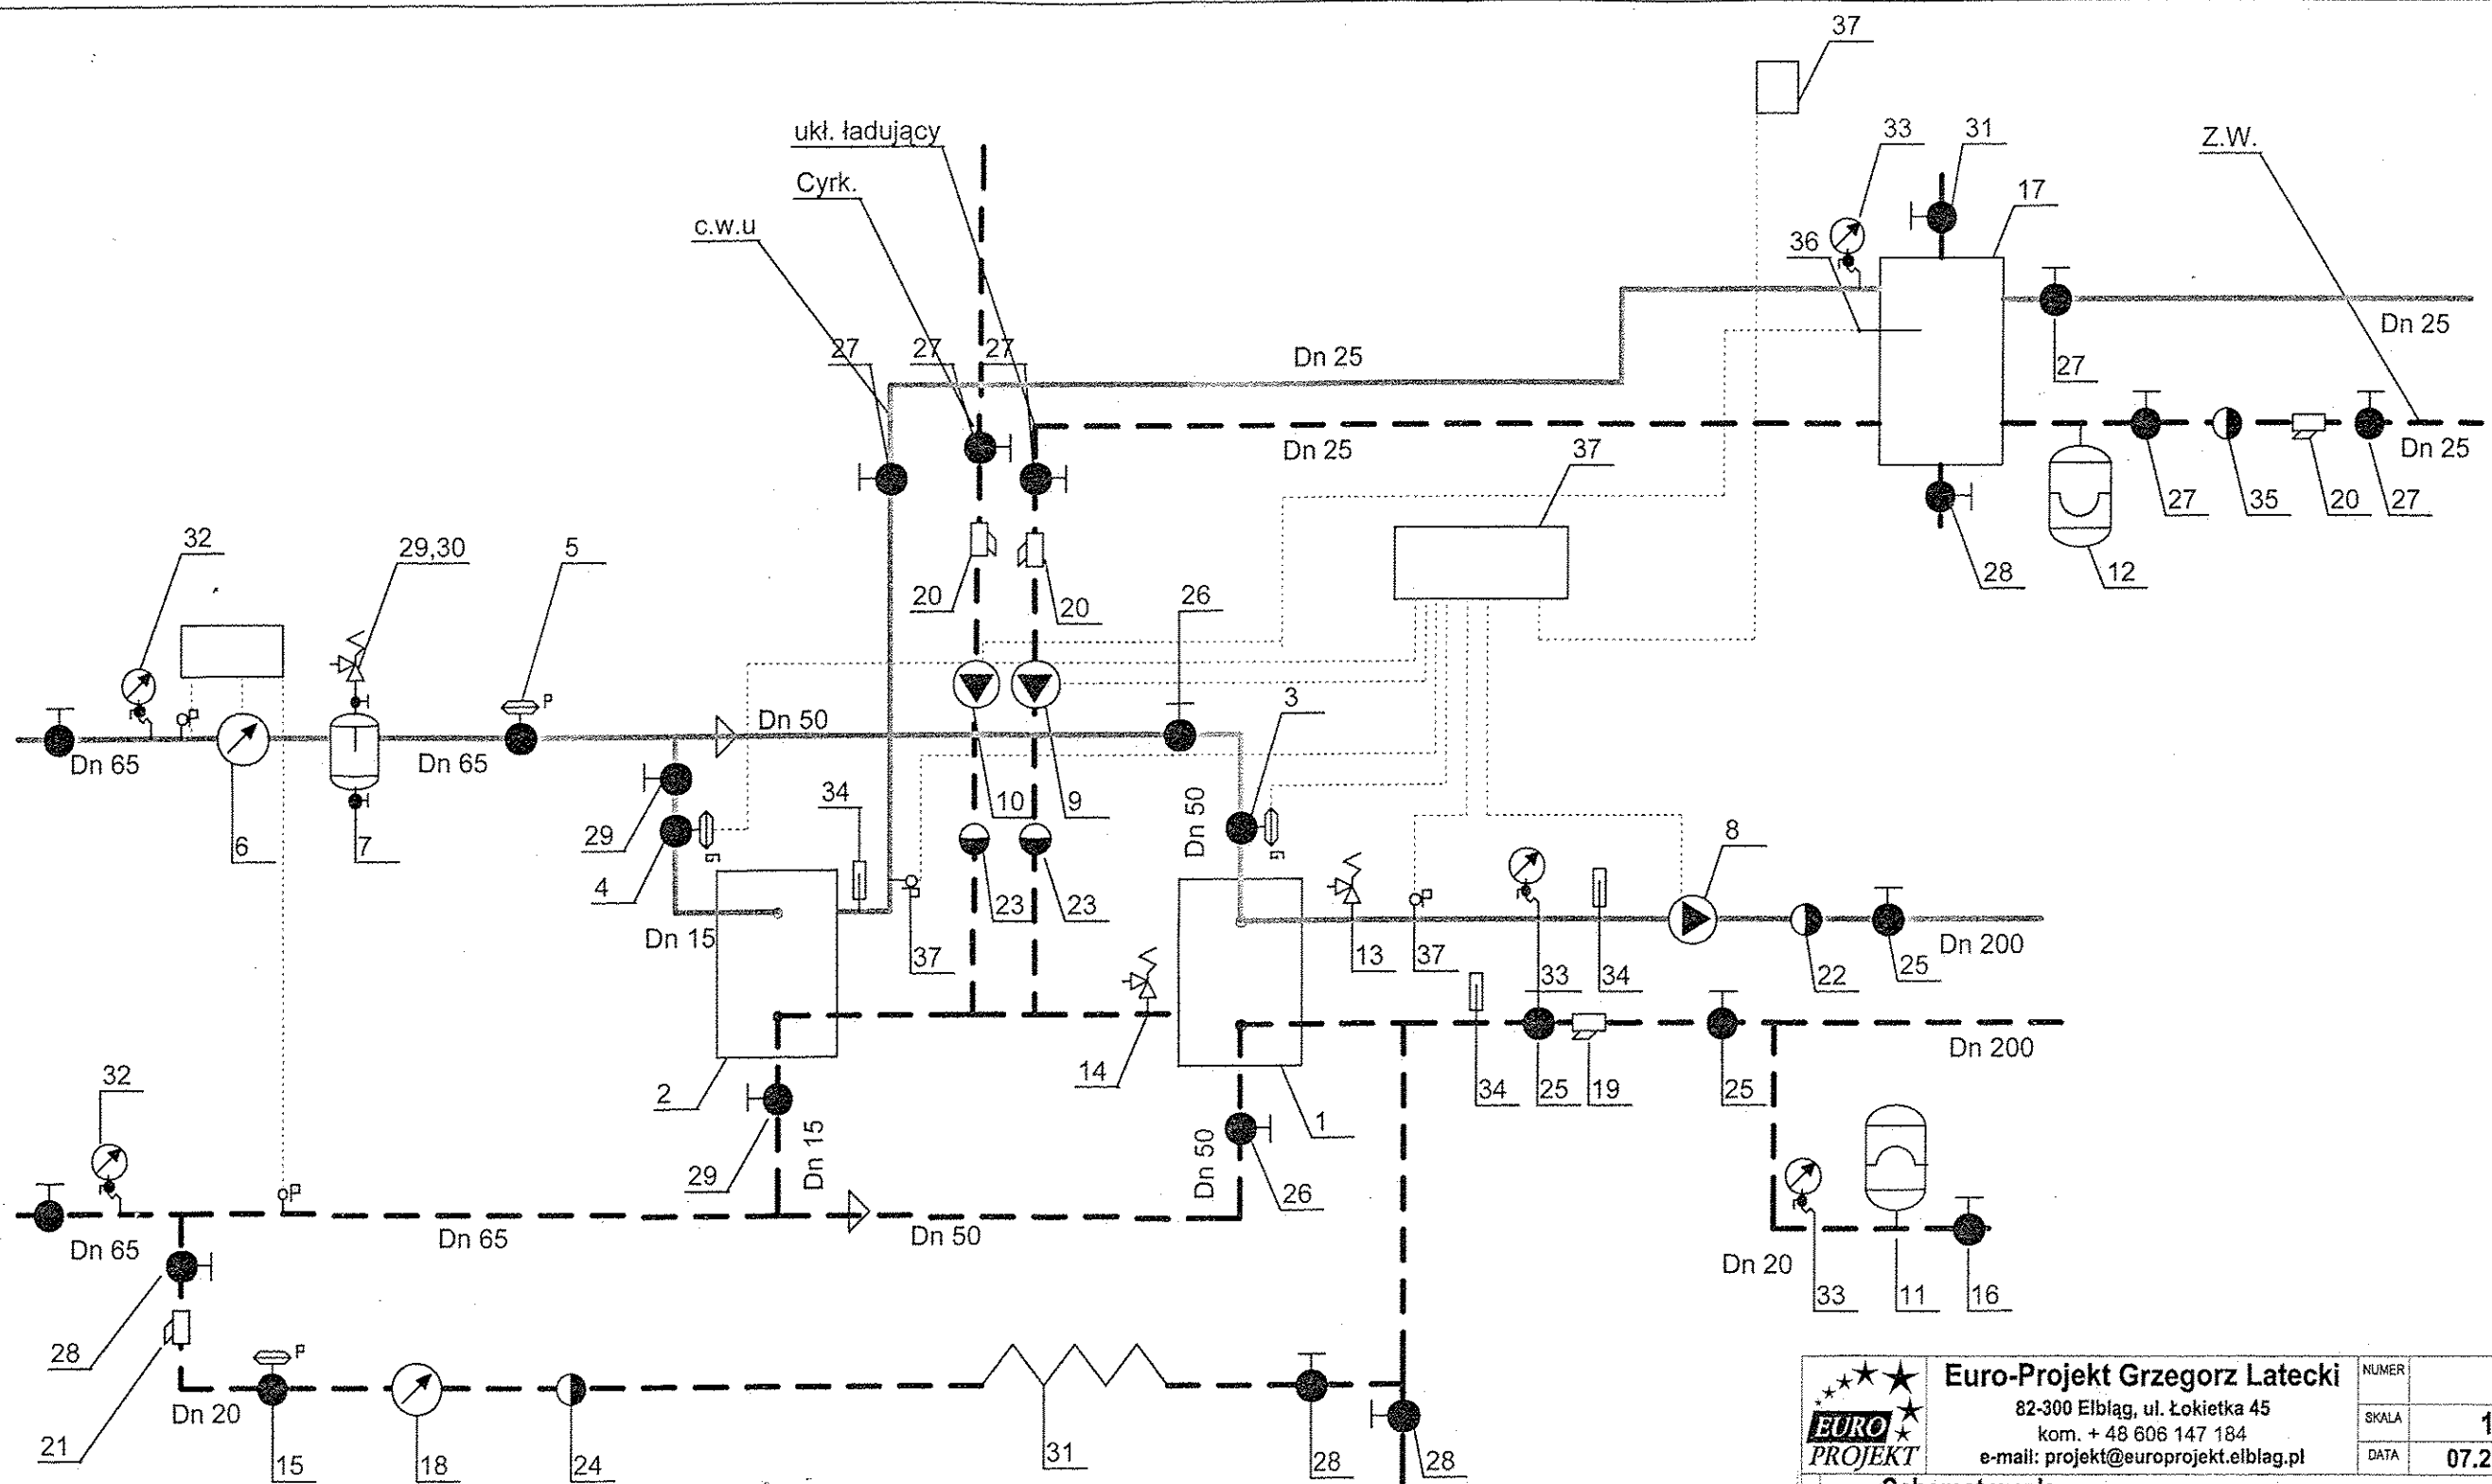 37
ukł. ładujący
33
31
Z.W.
Cyrk.
17
c.w.u
36
27
27
27
Dn 25
Dn 25
27
Dn 25
37
Dn 25
27
35
20
27
32
29,30
5
28
12
20
20
26
P
3
P
Dn 50
Dn 65
Dn 65
34
10
9
Dn 50
6
7
29
G
G
8
4
23
23
P
P
Dn 15
37
13
37
33
34
22
25
Dn 200
14
34
25
19
25
Dn 200
32
2
1
29
Dn 15
Dn 50
26
P
Dn 65
Dn 65
Dn 50
Dn 20
33
11
16
28
P
Dn 20
21
15
18
24
31
28
28
EURO
PROJEKT
Euro-Projekt Grzegorz Latecki
82-300 Elbląg, ul. Łokietka 45
kom. + 48 606 147 184
e-mail: projekt@europrojekt.elblag.pl
NUMER
SKALA
1
DATA
07.2